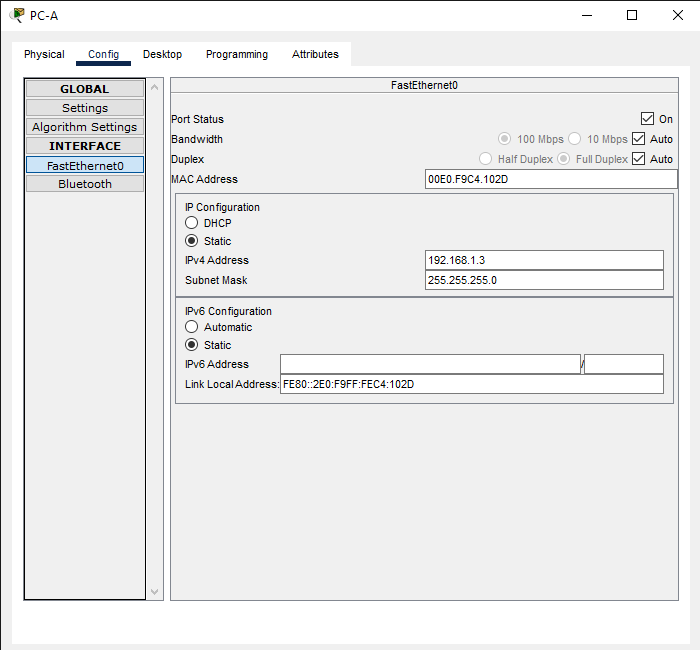 PC-A
Physical Config Desktop Programming Attributes
GLOBAL
Settings
Algorithm Settings
INTERFACE
FastEthernet0
Bluetooth
FastEthernet0
Port Status On
Bandwidth 100 Mbps 10 Mbps Auto
Duplex Half Duplex Full Duplex Auto
MAC Address 00E0.F9C4.102D
IP Configuration
DHCP
Static
IPv4 Address 192.168.1.3
Subnet Mask 255.255.255.0
IPv6 Configuration
Automatic
Static
IPv6 Address /
Link Local Address: FE80::2E0:F9FF:FEC4:102D